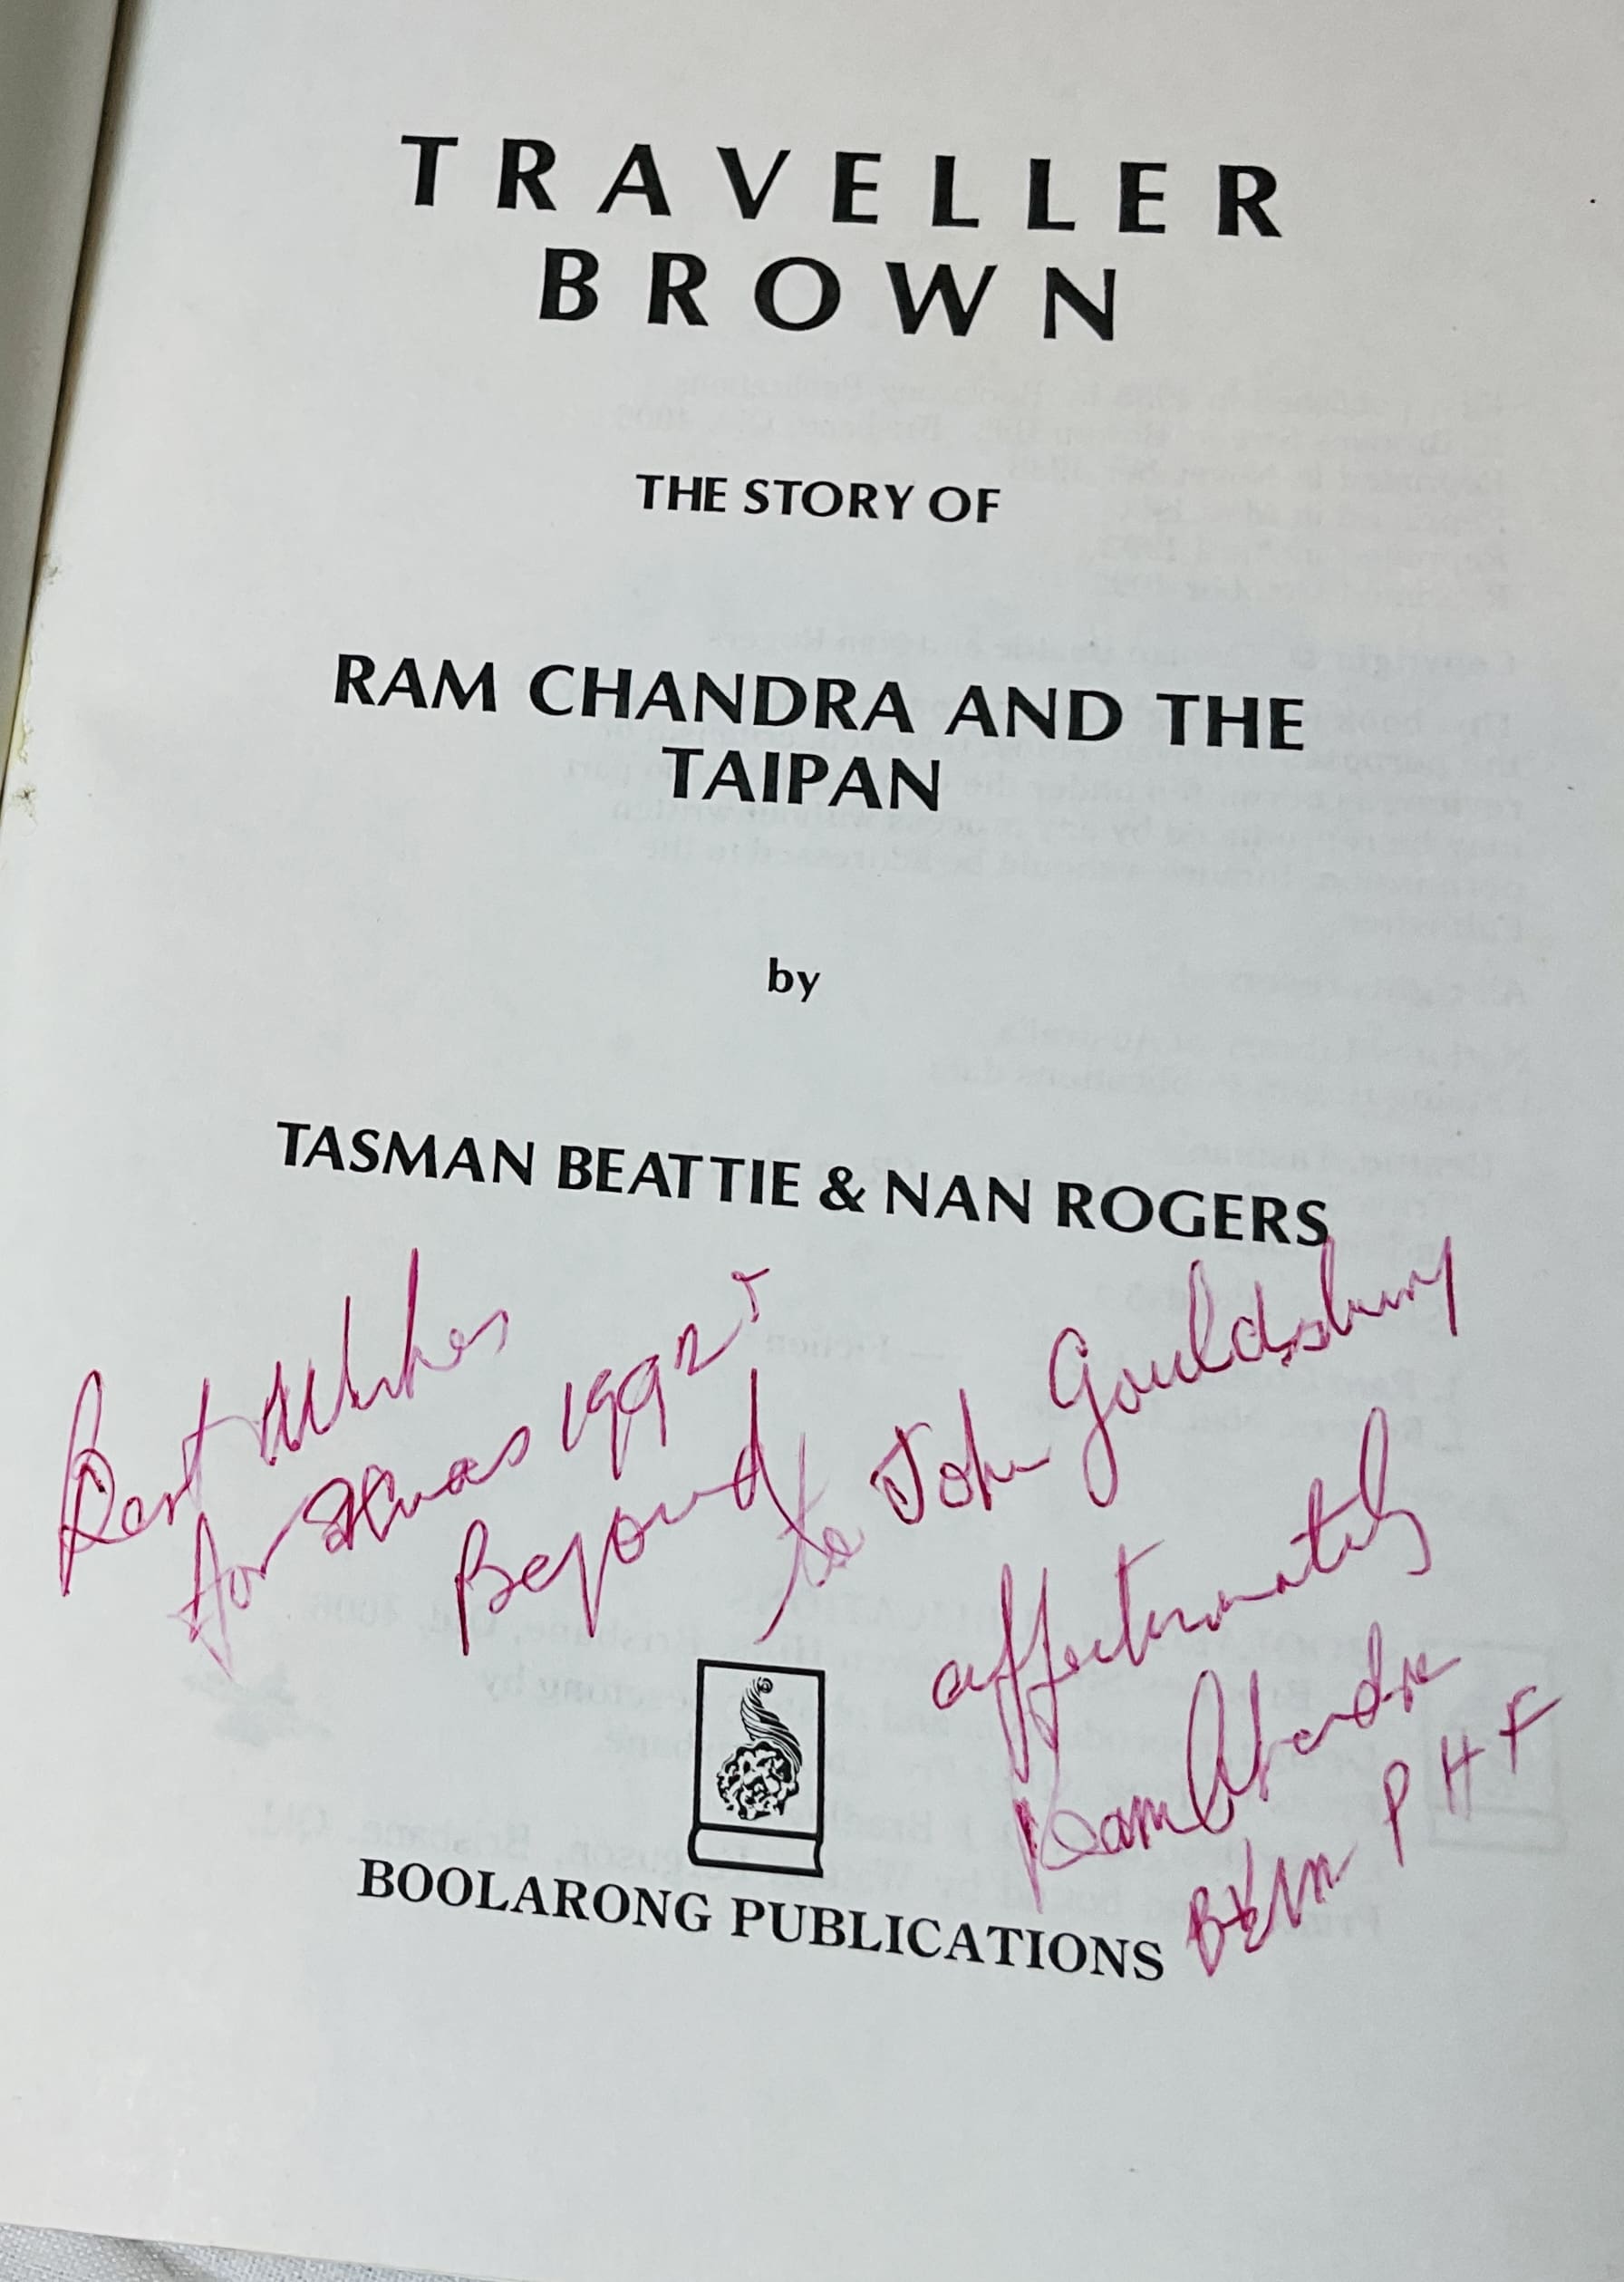 TRAVELLER
BROWN
THE STORY OF
RAM CHANDRA AND THE
TAIPAN
by
TASMAN BEATTIE & NAN ROGERS
Best Wishes
for Xmas 1992 &
Beyond
to John Gouldsbury
affectionately
Ram Chandra
BEM PHF
BOOLARONG PUBLICATIONS